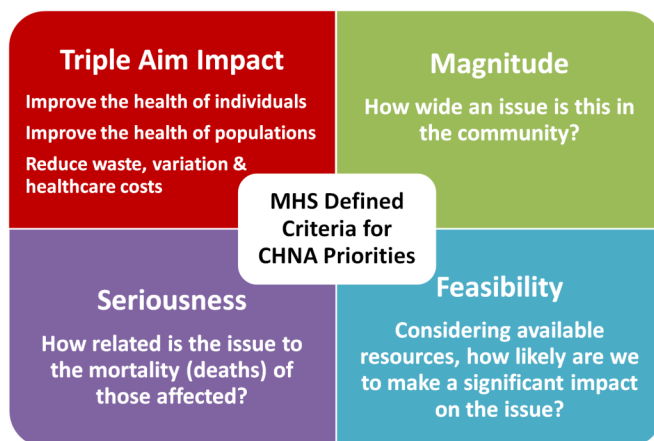 Triple Aim Impact
Improve the health of individuals
Improve the health of populations
Reduce waste, variation &
healthcare costs
Magnitude
How wide an issue is this in
the community?
MHS Defined
Criteria for
CHNA Priorities
Seriousness
How related is the issue to
the mortality (deaths) of
those affected?
Feasibility
Considering available
resources, how likely are we
to make a significant impact
on the issue?